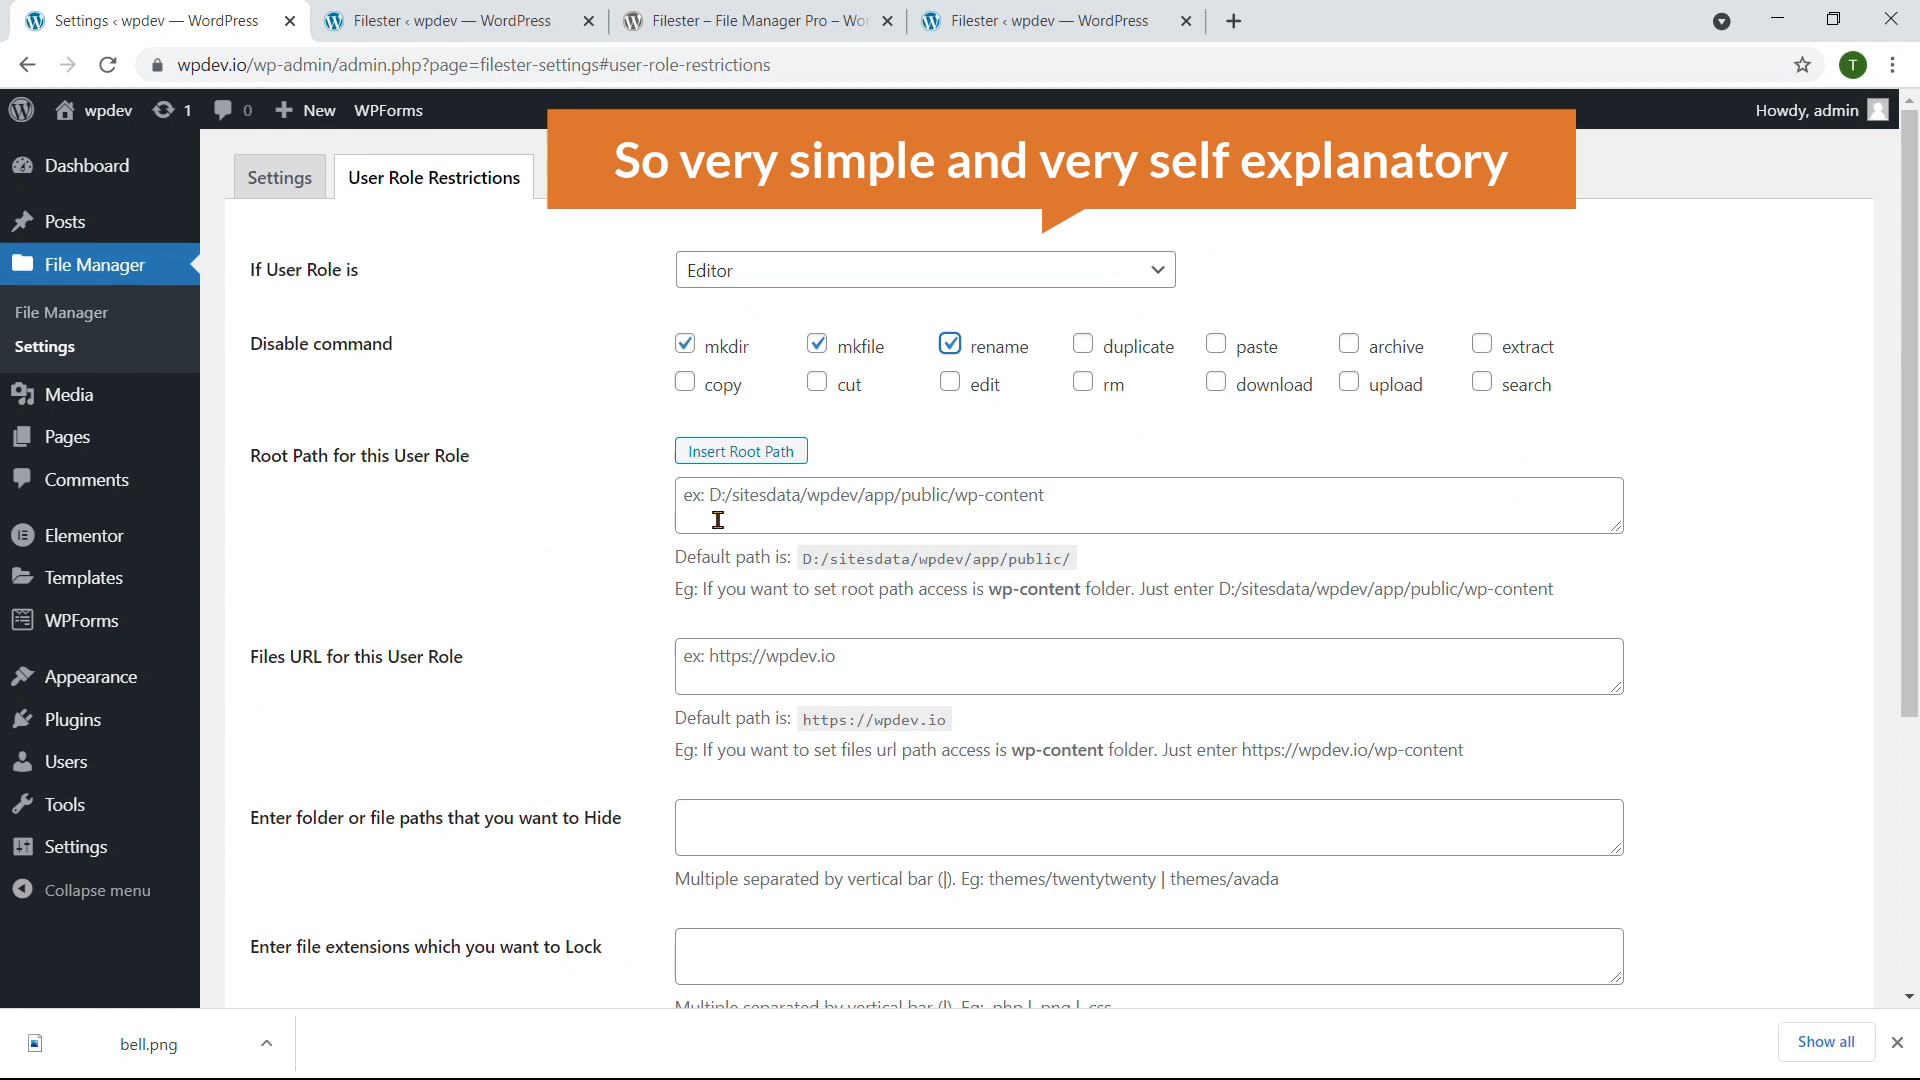 Settings ‹ wpdev — WordPress
Filester ‹ wpdev — WordPress
Filester – File Manager Pro – Wo
Filester ‹ wpdev — WordPress
wpdev.io/wp-admin/admin.php?page=filester-settings#user-role-restrictions
T
wpdev 1 0 New WPForms
Howdy, admin
So very simple and very self explanatory
Dashboard
Posts
File Manager
File Manager
Settings
Media
Pages
Comments
Elementor
Templates
WPForms
Appearance
Plugins
Users
Tools
Settings
Collapse menu
Settings
User Role Restrictions
If User Role is
Editor
Disable command
mkdir mkfile rename duplicate paste archive extract
copy cut edit rm download upload search
Root Path for this User Role
Insert Root Path
ex: D:/sitesdata/wpdev/app/public/wp-content
Default path is: D:/sitesdata/wpdev/app/public/
Eg: If you want to set root path access is wp-content folder. Just enter D:/sitesdata/wpdev/app/public/wp-content
Files URL for this User Role
ex: https://wpdev.io
Default path is: https://wpdev.io
Eg: If you want to set files url path access is wp-content folder. Just enter https://wpdev.io/wp-content
Enter folder or file paths that you want to Hide
Multiple separated by vertical bar (|). Eg: themes/twentytwenty | themes/avada
Enter file extensions which you want to Lock
Multiple separated by vertical bar (|). Eg: .php | .png | .css
bell.png
Show all